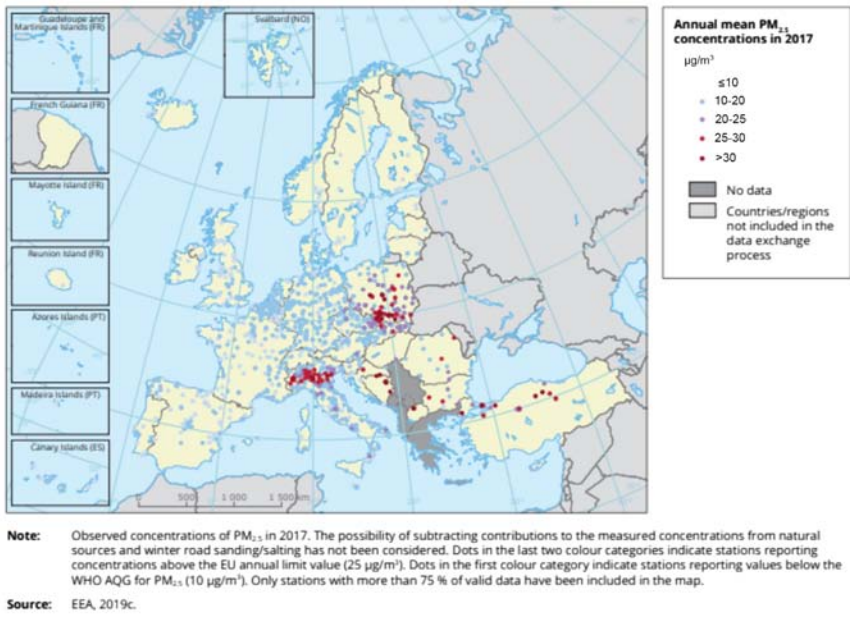 Guadeloupe and
Martinique Islands (FR)
Svalbard (NO)
French Guiana (FR)
Mayotte Island (FR)
Reunion Island (FR)
Azores Islands (PT)
Madeira Islands (PT)
Canary Islands (ES)
500 1 000 1 500 km
Annual mean PM2.5
concentrations in 2017
µg/m³
≤10
10-20
20-25
25-30
>30
No data
Countries/regions
not included in the
data exchange
process
Note: Observed concentrations of PM2.5 in 2017. The possibility of subtracting contributions to the measured concentrations from natural
sources and winter road sanding/salting has not been considered. Dots in the last two colour categories indicate stations reporting
concentrations above the EU annual limit value (25 µg/m³). Dots in the first colour category indicate stations reporting values below the
WHO AQG for PM2.5 (10 µg/m³). Only stations with more than 75 % of valid data have been included in the map.
Source: EEA, 2019c.